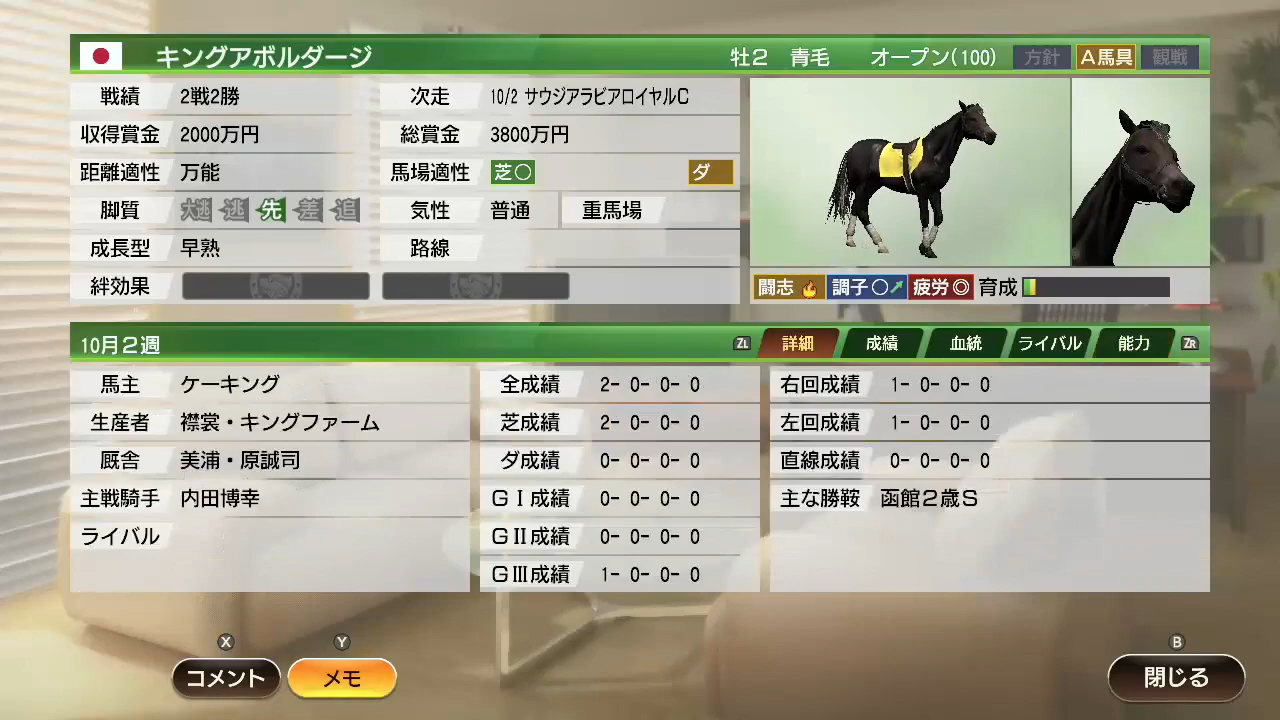 キングアボルダージ 牡2 青毛 オープン(100) 方針 A馬具 観戦
戦績 2戦2勝 次走 10/2 サウジアラビアロイヤルC
収得賞金 2000万円 総賞金 3800万円
距離適性 万能 馬場適性 芝○ ダ
脚質 大逃 逃 先 差 追 気性 普通 重馬場
成長型 早熟 路線
絆効果
闘志 調子○ 疲労◎ 育成
10月2週 ZL 詳細 成績 血統 ライバル 能力 ZR
馬主 ケーキング 全成績 2- 0- 0- 0 右回成績 1- 0- 0- 0
生産者 襟裳・キングファーム 芝成績 2- 0- 0- 0 左回成績 1- 0- 0- 0
厩舎 美浦・原誠司 ダ成績 0- 0- 0- 0 直線成績 0- 0- 0- 0
主戦騎手 内田博幸 GⅠ成績 0- 0- 0- 0 主な勝鞍 函館2歳S
ライバル GⅡ成績 0- 0- 0- 0
GⅢ成績 1- 0- 0- 0
X Y B
コメント メモ 閉じる